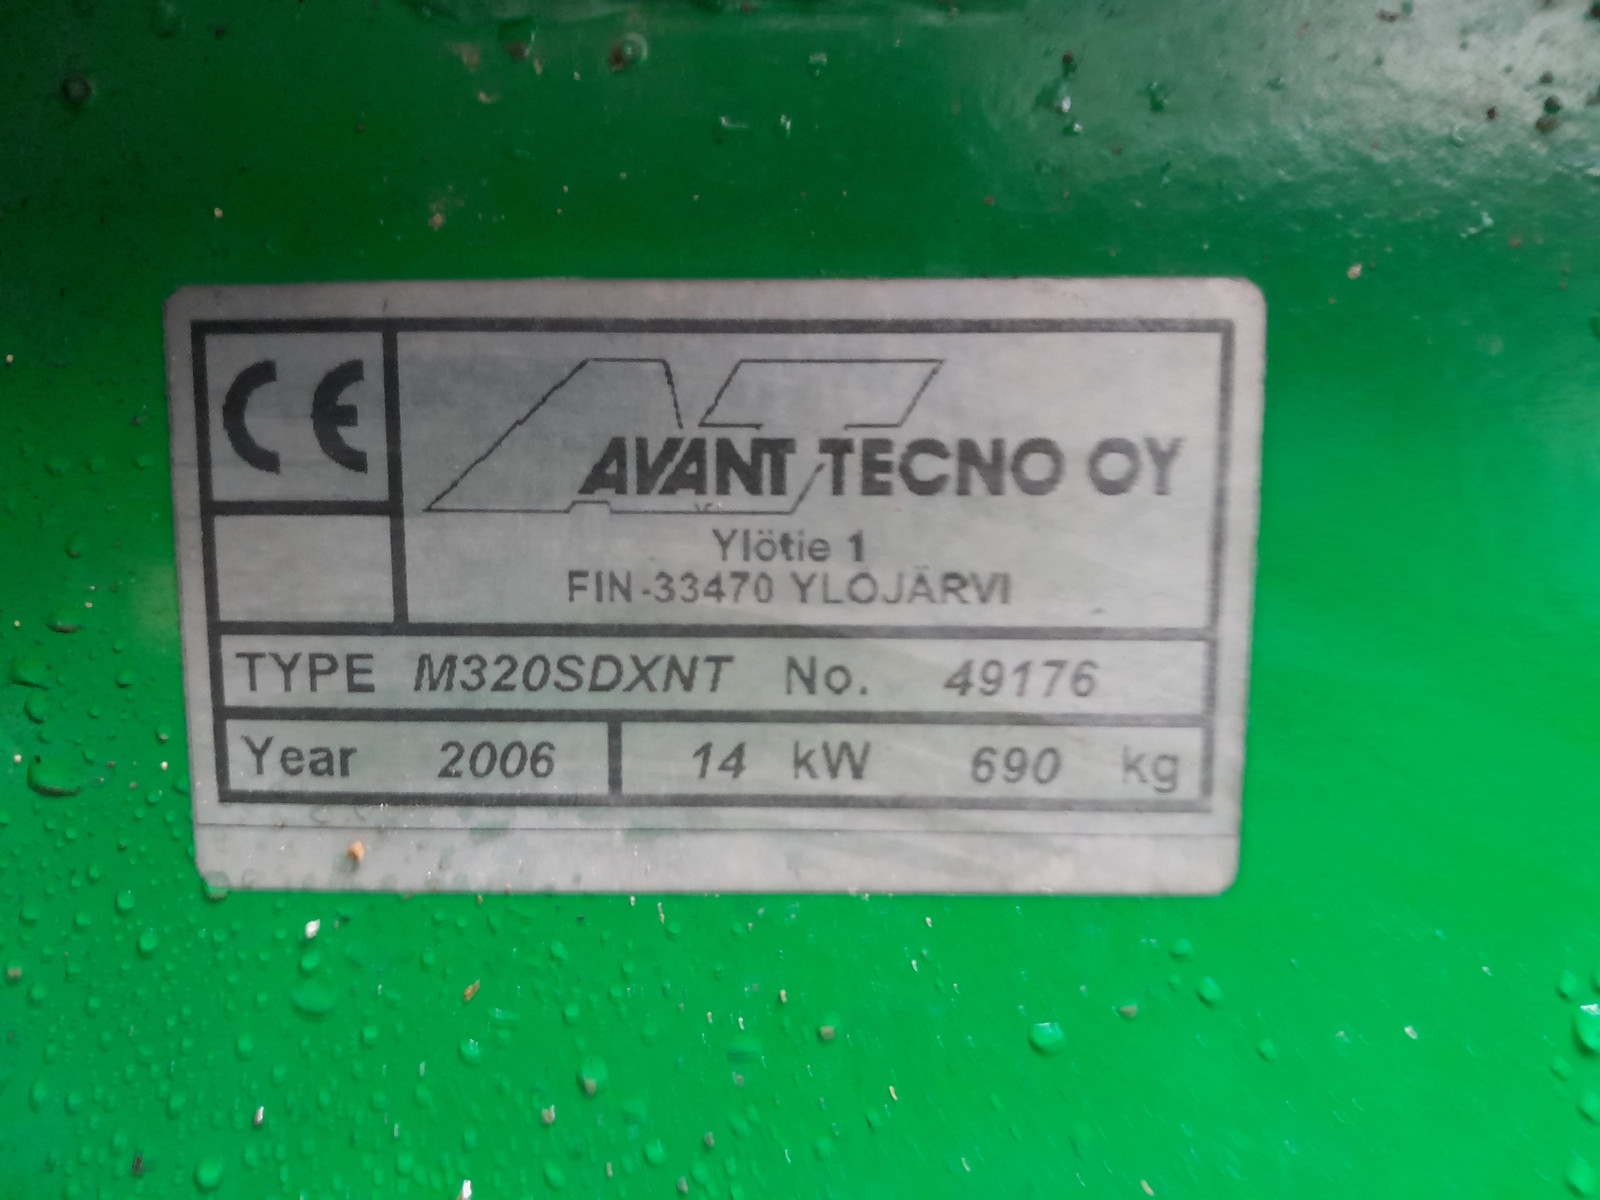 CE
AVANT TECNO OY
Ylötie 1
FIN-33470 YLÖJÄRVI
TYPE M320SDXNT No. 49176
Year 2006 14 kW 690 kg